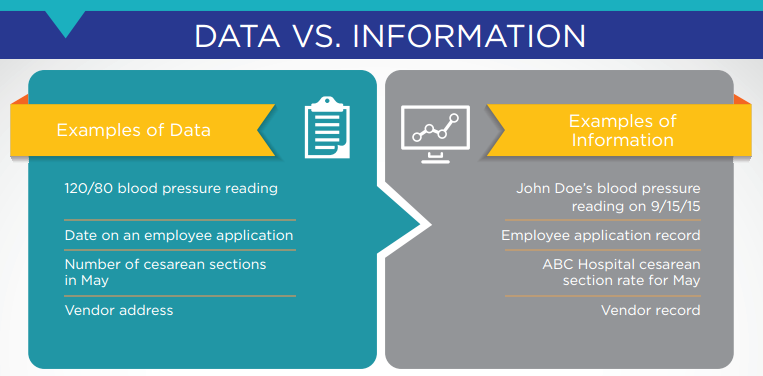 DATA VS. INFORMATION
Examples of Data
120/80 blood pressure reading
Date on an employee application
Number of cesarean sections
in May
Vendor address
Examples of
Information
John Doe's blood pressure
reading on 9/15/15
Employee application record
ABC Hospital cesarean
section rate for May
Vendor record